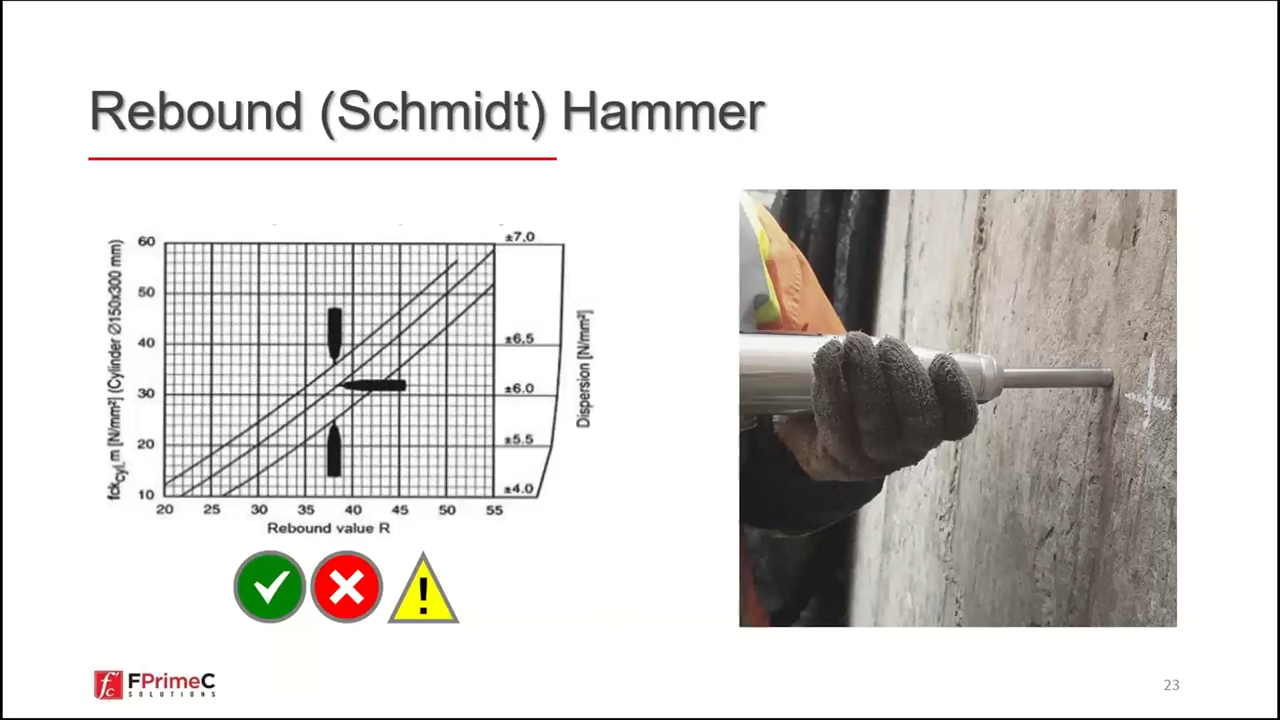 Rebound (Schmidt) Hammer
fck cyl,m [N/mm²] (Cylinder Ø150x300 mm)
60
50
40
30
20
10
20 25 30 35 40 45 50 55
Rebound value R
±7,0
±6,5
±6.0
±5,5
±4.0
Dispersion [N/mm²]
!
f'c FPrimeC
SOLUTIONS
23